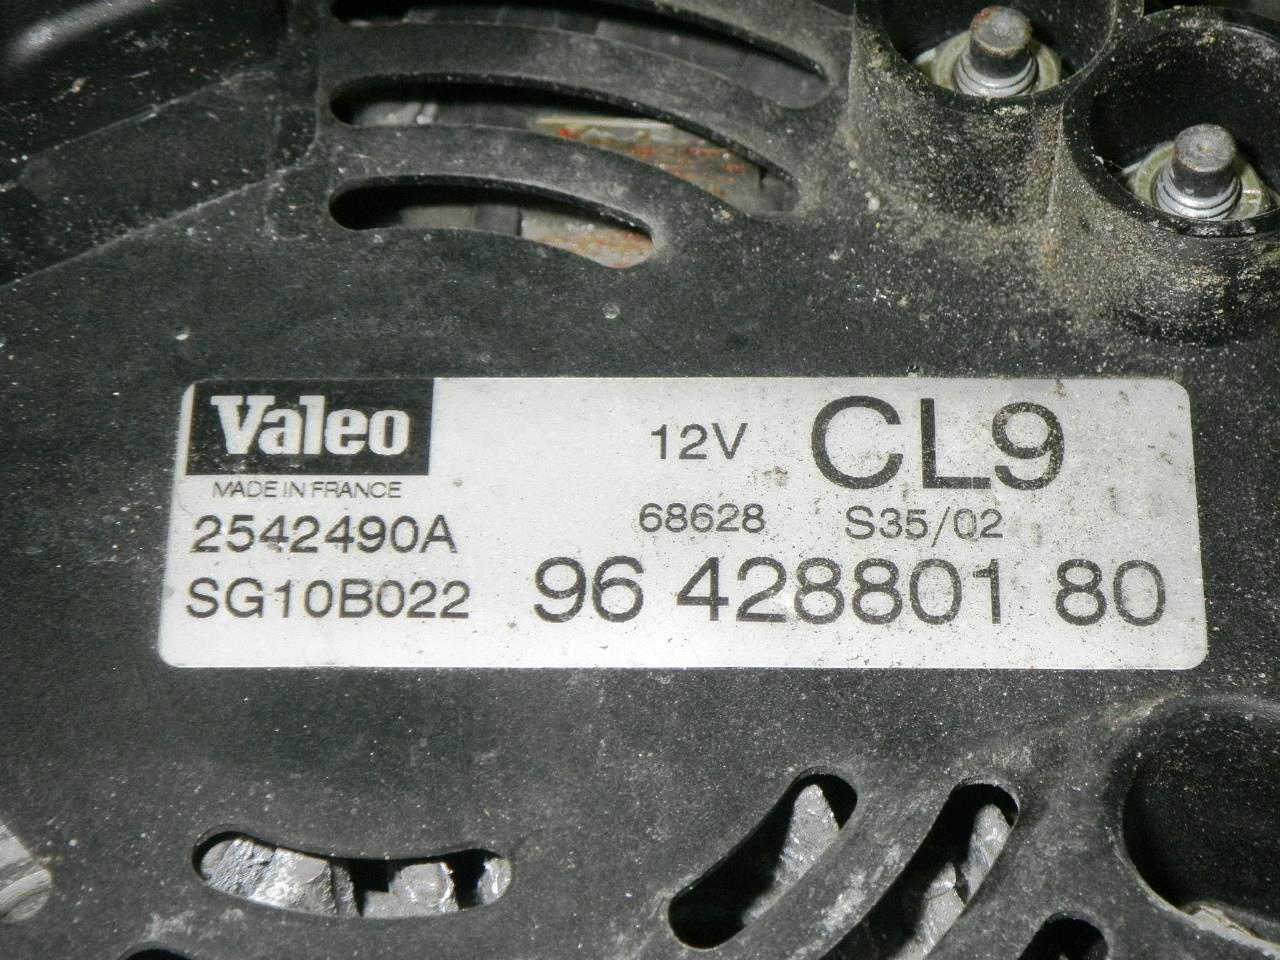 Valeo
MADE IN FRANCE
12V CL9
2542490A 68628 S35/02
SG10B022 96 428801 80